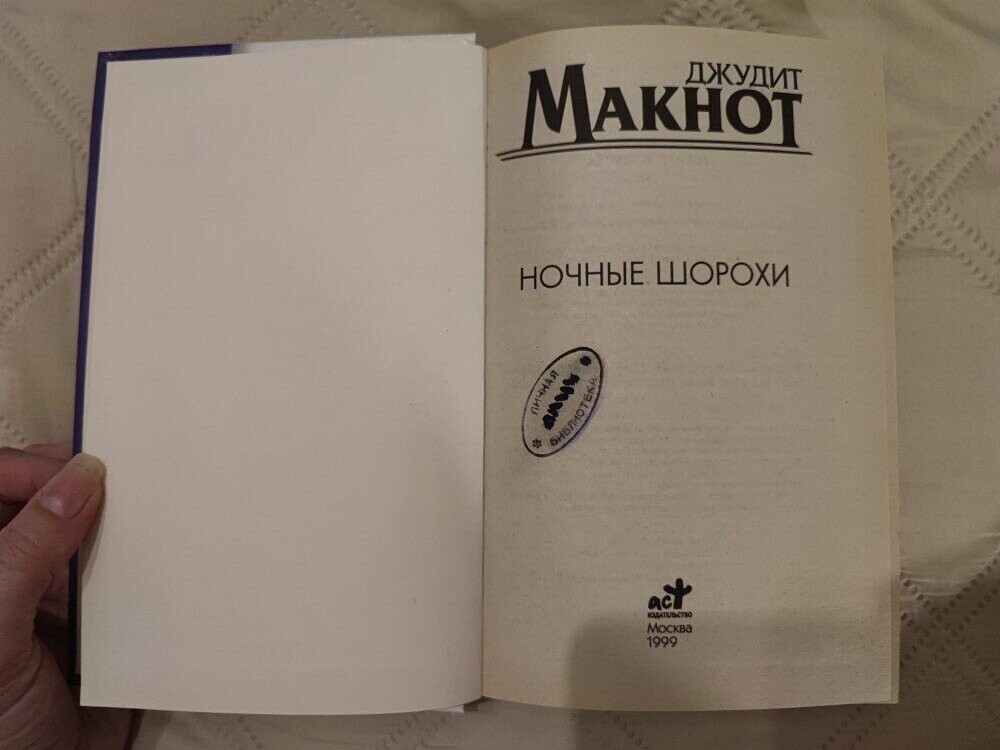 ДЖУДИТ
МАКНОТ
НОЧНЫЕ ШОРОХИ
ЛИЧНАЯ
БИБЛИОТЕКА
аст
ИЗДАТЕЛЬСТВО
Москва
1999